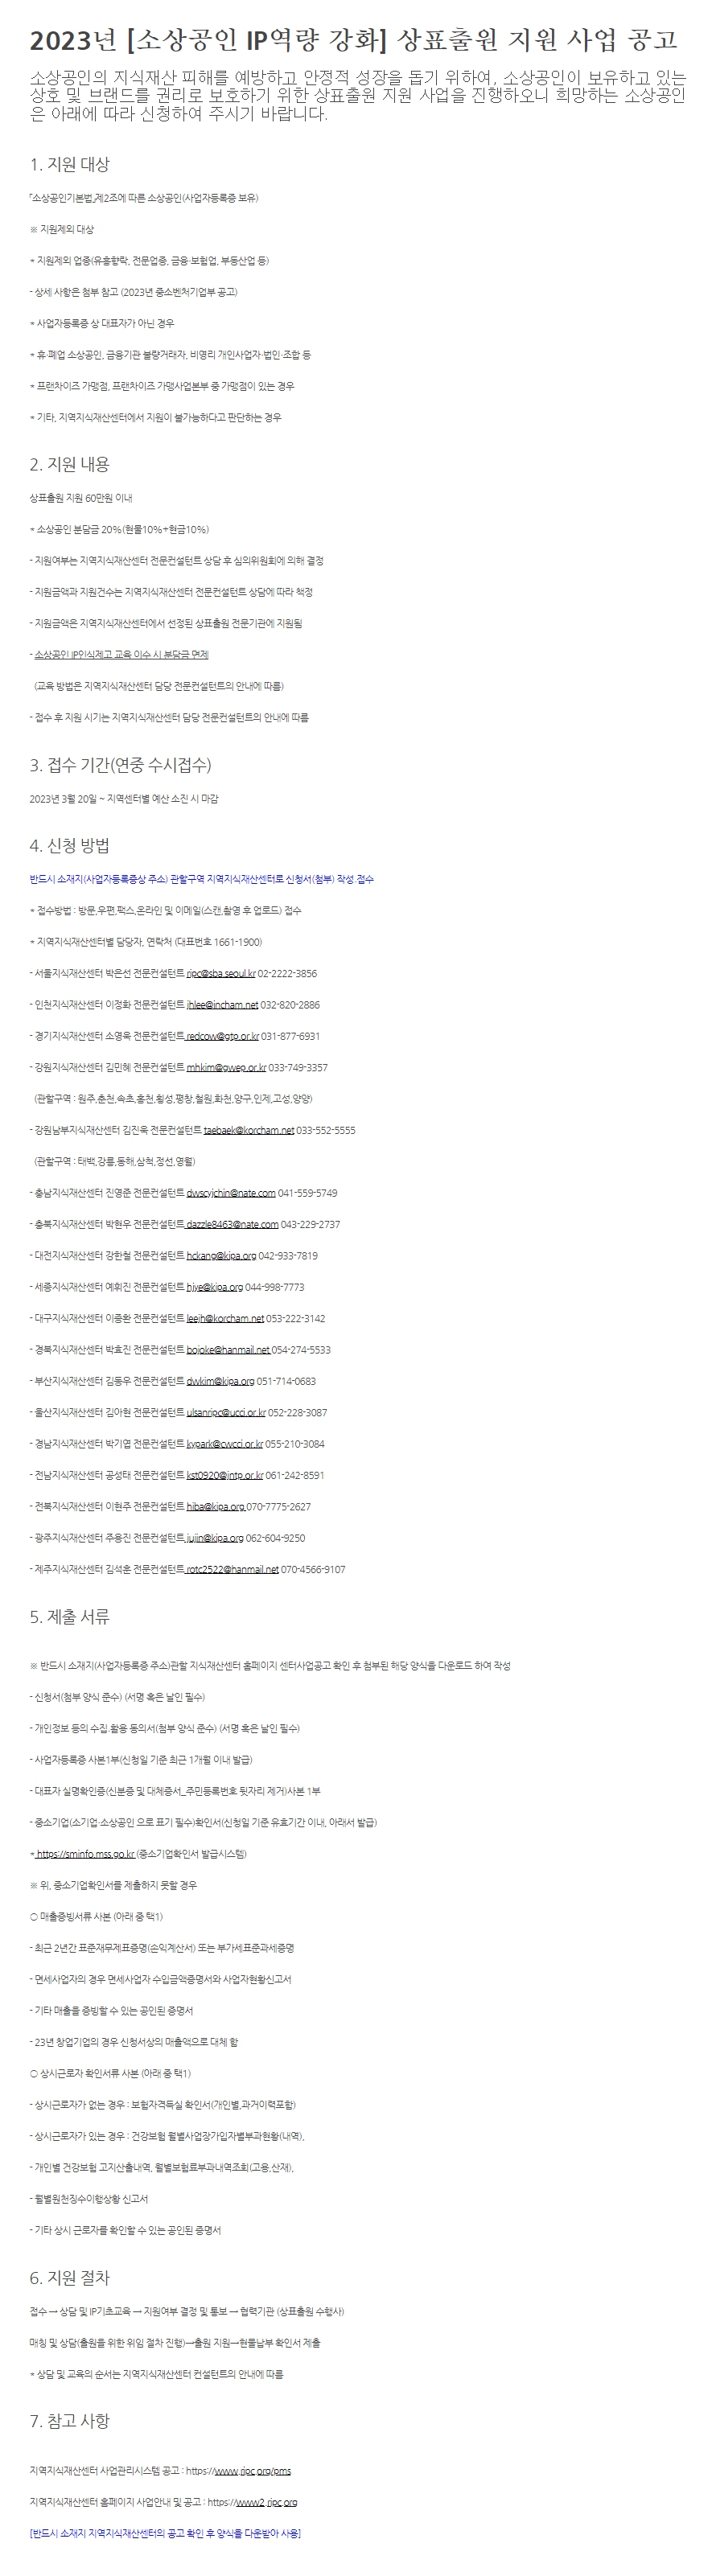 2023년 [소상공인 IP역량 강화] 상표출원 지원 사업 공고
소상공인의 지식재산 피해를 예방하고 안정적 성장을 돕기 위하여, 소상공인이 보유하고 있는
상호 및 브랜드를 권리로 보호하기 위한 상표출원 지원 사업을 진행하오니 희망하는 소상공인
은 아래에 따라 신청하여 주시기 바랍니다.
1. 지원 대상
「소상공인기본법」제2조에 따른 소상공인(사업자등록증 보유)
※ 지원제외 대상
* 지원제외 업종(유흥향락, 전문업종, 금융·보험업, 부동산업 등)
- 상세 사항은 첨부 참고 (2023년 중소벤처기업부 공고)
* 사업자등록증 상 대표자가 아닌 경우
* 휴·폐업 소상공인, 금융기관 불량거래자, 비영리 개인사업자·법인·조합 등
* 프랜차이즈 가맹점, 프랜차이즈 가맹사업본부 중 가맹점이 있는 경우
* 기타, 지역지식재산센터에서 지원이 불가능하다고 판단하는 경우
2. 지원 내용
상표출원 지원 60만원 이내
* 소상공인 분담금 20%(현물10%+현금10%)
- 지원여부는 지역지식재산센터 전문컨설턴트 상담 후 심의위원회에 의해 결정
- 지원금액과 지원건수는 지역지식재산센터 전문컨설턴트 상담에 따라 책정
- 지원금액은 지역지식재산센터에서 선정된 상표출원 전문기관에 지원됨
- 소상공인 IP인식제고 교육 이수 시 분담금 면제
(교육 방법은 지역지식재산센터 담당 전문컨설턴트의 안내에 따름)
- 접수 후 지원 시기는 지역지식재산센터 담당 전문컨설턴트의 안내에 따름
3. 접수 기간(연중 수시접수)
2023년 3월 20일 ~ 지역센터별 예산 소진 시 마감
4. 신청 방법
반드시 소재지(사업자등록증상 주소) 관할구역 지역지식재산센터로 신청서(첨부) 작성 접수
* 접수방법 : 방문,우편,팩스,온라인 및 이메일(스캔,촬영 후 업로드) 접수
* 지역지식재산센터별 담당자, 연락처 (대표번호 1661-1900)
- 서울지식재산센터 박은선 전문컨설턴트 ripc@sba.seoul.kr 02-2222-3856
- 인천지식재산센터 이정화 전문컨설턴트 jhlee@incham.net 032-820-2886
- 경기지식재산센터 소영욱 전문컨설턴트 redcow@gtp.or.kr 031-877-6931
- 강원지식재산센터 김민혜 전문컨설턴트 mhkim@gwep.or.kr 033-749-3357
(관할구역 : 원주,춘천,속초,홍천,횡성,평창,철원,화천,양구,인제,고성,양양)
- 강원남부지식재산센터 김진욱 전문컨설턴트 taebaek@korcham.net 033-552-5555
(관할구역 : 태백,강릉,동해,삼척,정선,영월)
- 충남지식재산센터 진영준 전문컨설턴트 dwscyjchin@nate.com 041-559-5749
- 충북지식재산센터 박현우 전문컨설턴트 dazzle8463@nate.com 043-229-2737
- 대전지식재산센터 강한철 전문컨설턴트 hckang@kipa.org 042-933-7819
- 세종지식재산센터 예휘진 전문컨설턴트 hjye@kipa.org 044-998-7773
- 대구지식재산센터 이종환 전문컨설턴트 leejh@korcham.net 053-222-3142
- 경북지식재산센터 박효진 전문컨설턴트 bojoke@hanmail.net 054-274-5533
- 부산지식재산센터 김동우 전문컨설턴트 dwkim@kipa.org 051-714-0683
- 울산지식재산센터 김아현 전문컨설턴트 ulsanripc@ucci.or.kr 052-228-3087
- 경남지식재산센터 박기엽 전문컨설턴트 kypark@cwcci.or.kr 055-210-3084
- 전남지식재산센터 공성태 전문컨설턴트 kst0920@jntp.or.kr 061-242-8591
- 전북지식재산센터 이현주 전문컨설턴트 hiba@kipa.org 070-7775-2627
- 광주지식재산센터 주용진 전문컨설턴트 jujin@kipa.org 062-604-9250
- 제주지식재산센터 김석훈 전문컨설턴트 rotc2522@hanmail.net 070-4566-9107
5. 제출 서류
※ 반드시 소재지(사업자등록증 주소)관할 지식재산센터 홈페이지 센터사업공고 확인 후 첨부된 해당 양식을 다운로드 하여 작성
- 신청서(첨부 양식 준수) (서명 혹은 날인 필수)
- 개인정보 등의 수집·활용 동의서(첨부 양식 준수) (서명 혹은 날인 필수)
- 사업자등록증 사본1부(신청일 기준 최근 1개월 이내 발급)
- 대표자 실명확인증(신분증 및 대체증서_주민등록번호 뒷자리 제거)사본 1부
- 중소기업(소기업·소상공인 으로 표기 필수)확인서(신청일 기준 유효기간 이내, 아래서 발급)
* https://sminfo.mss.go.kr (중소기업확인서 발급시스템)
※ 위, 중소기업확인서를 제출하지 못할 경우
○ 매출증빙서류 사본 (아래 중 택1)
- 최근 2년간 표준재무제표증명(손익계산서) 또는 부가세표준과세증명
- 면세사업자의 경우 면세사업자 수입금액증명서와 사업자현황신고서
- 기타 매출을 증빙할 수 있는 공인된 증명서
- 23년 창업기업의 경우 신청서상의 매출액으로 대체 함
○ 상시근로자 확인서류 사본 (아래 중 택1)
- 상시근로자가 없는 경우 : 보험자격득실 확인서(개인별,과거이력포함)
- 상시근로자가 있는 경우 : 건강보험 월별사업장가입자별부과현황(내역),
- 개인별 건강보험 고지산출내역, 월별보험료부과내역조회(고용,산재),
- 월별원천징수이행상황 신고서
- 기타 상시 근로자를 확인할 수 있는 공인된 증명서
6. 지원 절차
접수 → 상담 및 IP기초교육 → 지원여부 결정 및 통보 → 협력기관 (상표출원 수행사)
매칭 및 상담(출원을 위한 위임 절차 진행)→출원 지원→현물납부 확인서 제출
* 상담 및 교육의 순서는 지역지식재산센터 컨설턴트의 안내에 따름
7. 참고 사항
지역지식재산센터 사업관리시스템 공고 : https://www.ripc.org/pms
지역지식재산센터 홈페이지 사업안내 및 공고 : https://www2.ripc.org
[반드시 소재지 지역지식재산센터의 공고 확인 후 양식을 다운받아 사용]